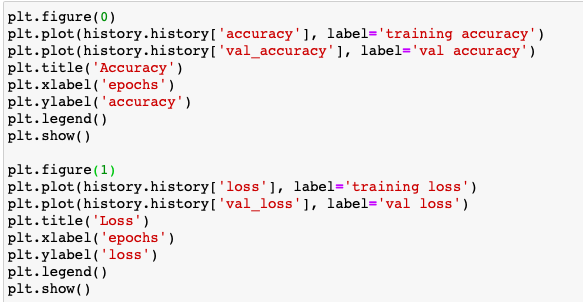 plt.figure(0)
plt.plot(history.history['accuracy'], label='training accuracy')
plt.plot(history.history['val_accuracy'], label='val accuracy')
plt.title('Accuracy')
plt.xlabel('epochs')
plt.ylabel('accuracy')
plt.legend()
plt.show()

plt.figure(1)
plt.plot(history.history['loss'], label='training loss')
plt.plot(history.history['val_loss'], label='val loss')
plt.title('Loss')
plt.xlabel('epochs')
plt.ylabel('loss')
plt.legend()
plt.show()